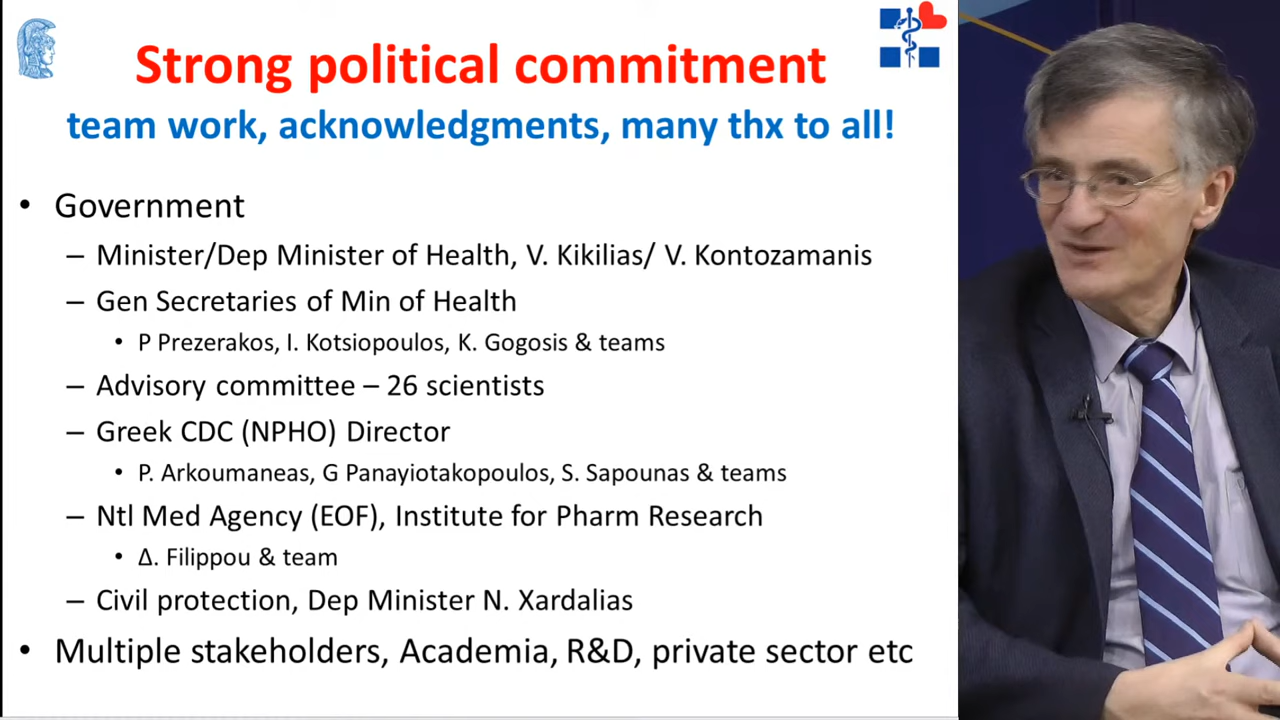 Strong political commitment
team work, acknowledgments, many thx to all!
• Government
– Minister/Dep Minister of Health, V. Kikilias/ V. Kontozamanis
– Gen Secretaries of Min of Health
• P Prezerakos, I. Kotsiopoulos, K. Gogosis & teams
– Advisory committee – 26 scientists
– Greek CDC (NPHO) Director
• P. Arkoumaneas, G Panayiotakopoulos, S. Sapounas & teams
– Ntl Med Agency (EOF), Institute for Pharm Research
• Δ. Filippou & team
– Civil protection, Dep Minister N. Xardalias
• Multiple stakeholders, Academia, R&D, private sector etc